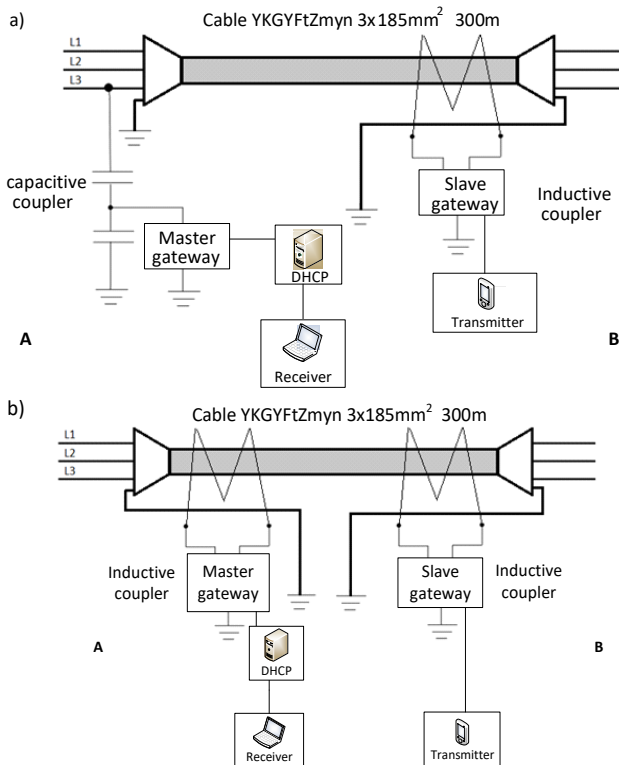 a)
Cable YKGYFtZmyn 3x185mm² 300m
L1
L2
L3
capacitive
coupler
Master
gateway
DHCP
Receiver
Slave
gateway
Inductive
coupler
Transmitter
A
B
b)
Cable YKGYFtZmyn 3x185mm² 300m
L1
L2
L3
Inductive
coupler
Master
gateway
Slave
gateway
Inductive
coupler
A
B
DHCP
Receiver
Transmitter